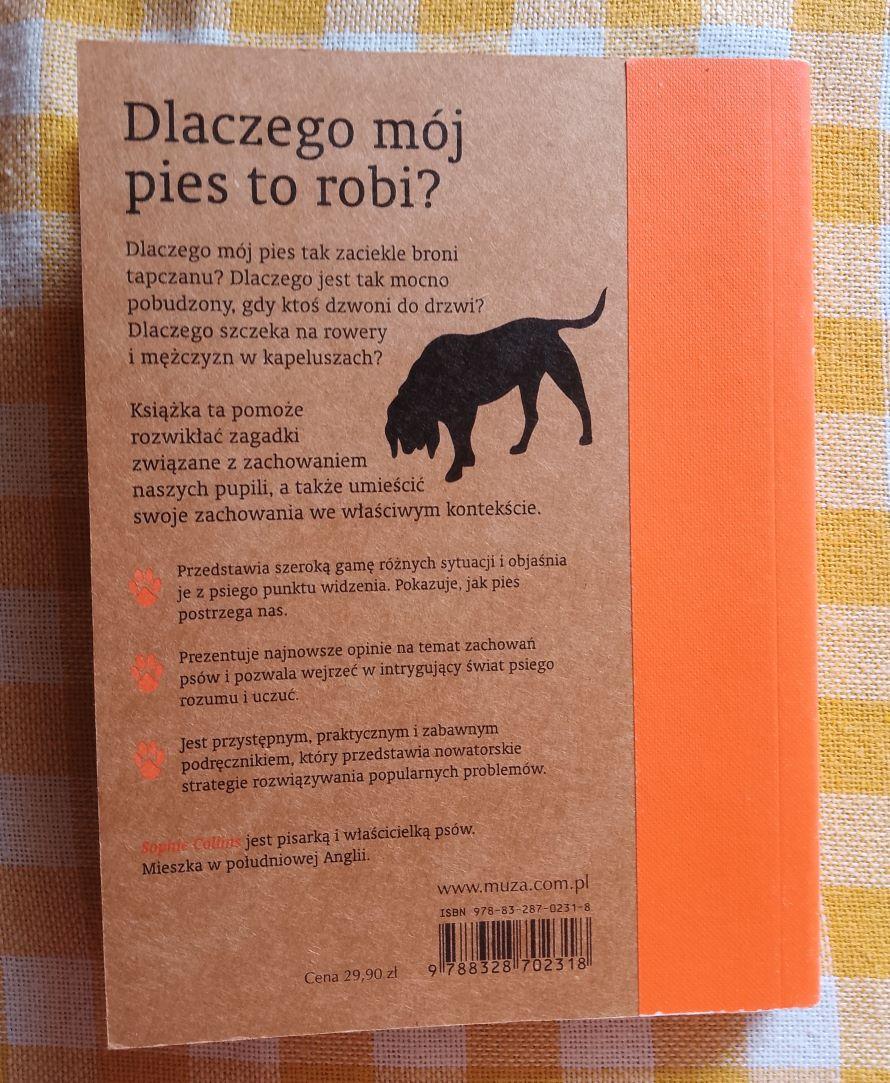 Dlaczego mój
pies to robi?
Dlaczego mój pies tak zaciekle broni
tapczanu? Dlaczego jest tak mocno
pobudzony, gdy ktoś dzwoni do drzwi?
Dlaczego szczeka na rowery
i mężczyzn w kapeluszach?
Książka ta pomoże
rozwikłać zagadki
związane z zachowaniem
naszych pupili, a także umieścić
swoje zachowania we właściwym kontekście.
Przedstawia szeroką gamę różnych sytuacji i objaśnia
je z psiego punktu widzenia. Pokazuje, jak pies
postrzega nas.
Prezentuje najnowsze opinie na temat zachowań
psów i pozwala wejrzeć w intrygujący świat psiego
rozumu i uczuć.
Jest przystępnym, praktycznym i zabawnym
podręcznikiem, który przedstawia nowatorskie
strategie rozwiązywania popularnych problemów.
Sophie Collins jest pisarką i właścicielką psów.
Mieszka w południowej Anglii.
www.muza.com.pl
ISBN 978-83-287-0231-8
Cena 29,90 zł
9 788328 702318